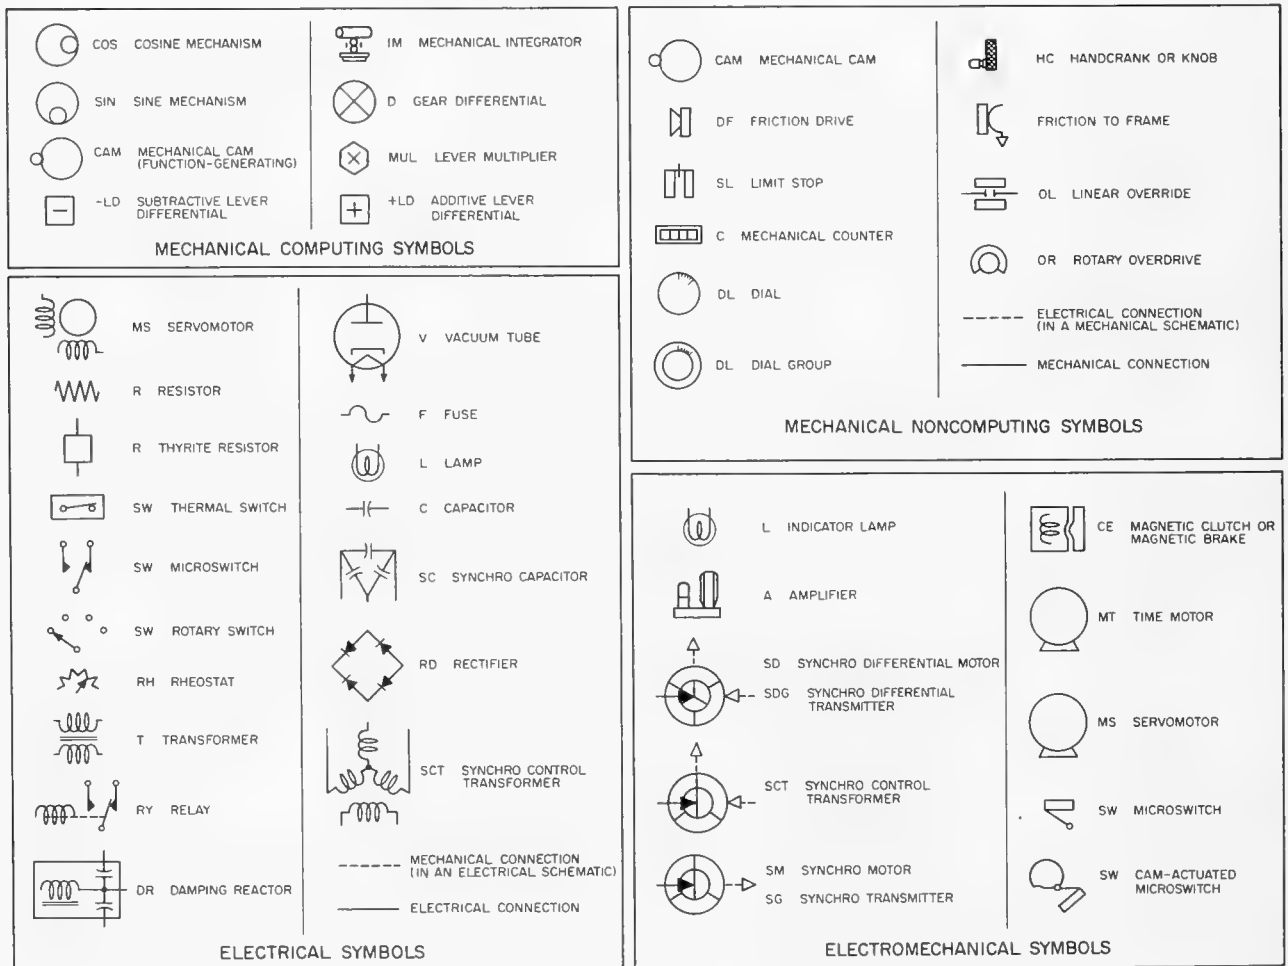 COS COSINE MECHANISM
SIN SINE MECHANISM
CAM MECHANICAL CAM
(FUNCTION-GENERATING)
-LD SUBTRACTIVE LEVER
DIFFERENTIAL
IM MECHANICAL INTEGRATOR
D GEAR DIFFERENTIAL
MUL LEVER MULTIPLIER
+LD ADDITIVE LEVER
DIFFERENTIAL
MECHANICAL COMPUTING SYMBOLS
CAM MECHANICAL CAM
DF FRICTION DRIVE
SL LIMIT STOP
C MECHANICAL COUNTER
DL DIAL
DL DIAL GROUP
HC HANDCRANK OR KNOB
FRICTION TO FRAME
OL LINEAR OVERRIDE
OR ROTARY OVERDRIVE
ELECTRICAL CONNECTION
(IN A MECHANICAL SCHEMATIC)
MECHANICAL CONNECTION
MECHANICAL NONCOMPUTING SYMBOLS
MS SERVOMOTOR
R RESISTOR
R THYRITE RESISTOR
SW THERMAL SWITCH
SW MICROSWITCH
SW ROTARY SWITCH
RH RHEOSTAT
T TRANSFORMER
RY RELAY
DR DAMPING REACTOR
V VACUUM TUBE
F FUSE
L LAMP
C CAPACITOR
SC SYNCHRO CAPACITOR
RD RECTIFIER
SCT SYNCHRO CONTROL
TRANSFORMER
MECHANICAL CONNECTION
(IN AN ELECTRICAL SCHEMATIC)
ELECTRICAL CONNECTION
ELECTRICAL SYMBOLS
L INDICATOR LAMP
A AMPLIFIER
SD SYNCHRO DIFFERENTIAL MOTOR
SDG SYNCHRO DIFFERENTIAL
TRANSMITTER
SCT SYNCHRO CONTROL
TRANSFORMER
SM SYNCHRO MOTOR
SG SYNCHRO TRANSMITTER
CE MAGNETIC CLUTCH OR
MAGNETIC BRAKE
MT TIME MOTOR
MS SERVOMOTOR
SW MICROSWITCH
SW CAM-ACTUATED
MICROSWITCH
ELECTROMECHANICAL SYMBOLS